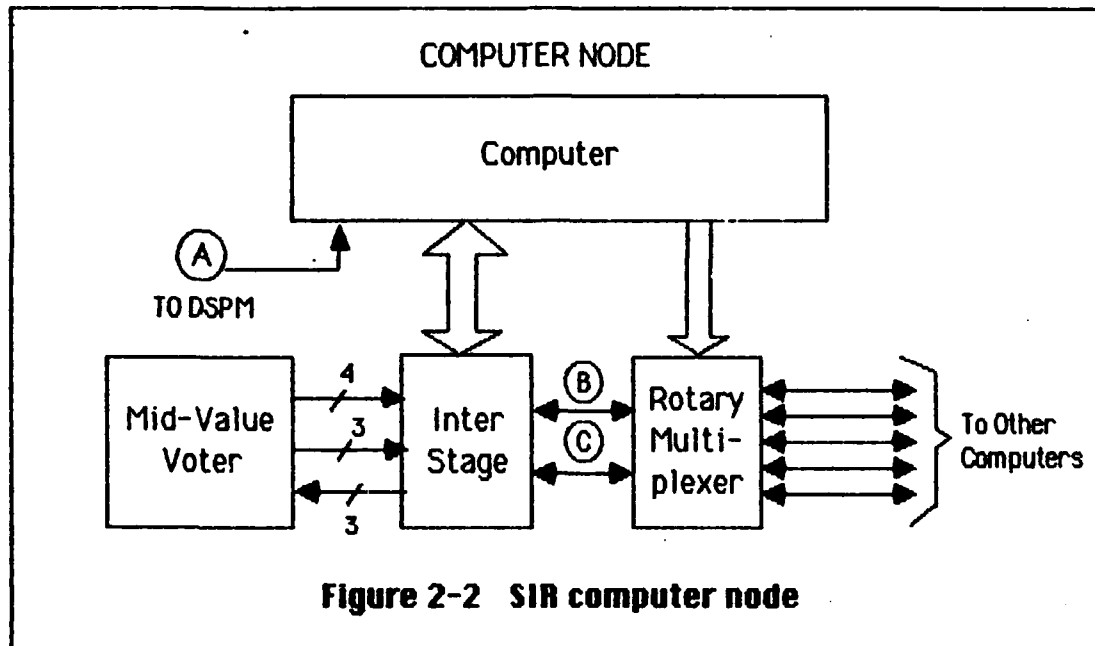 COMPUTER NODE
Computer
A
TO DSPM
Mid-Value
Voter
4
3
3
Inter
Stage
B
C
Rotary
Multi-
plexer
To Other
Computers
Figure 2-2 SIR computer node